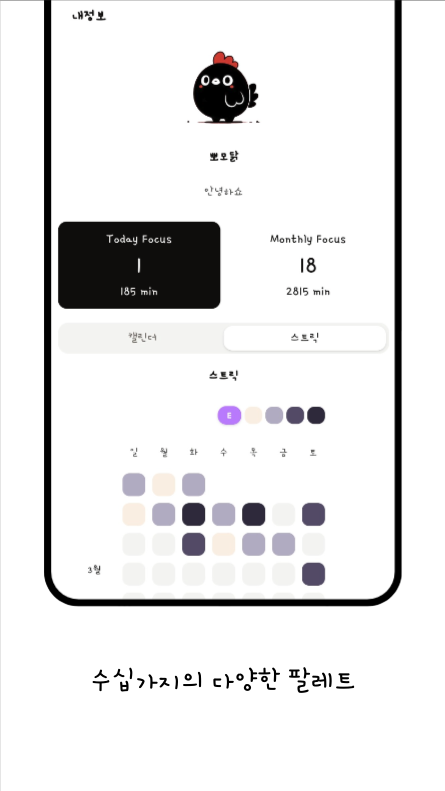 내정보
뽀모닭
안녕하쇼
Today Focus
1
185 min
Monthly Focus
18
2815 min
캘린더
스트릭
스트릭
E
일 월 화 수 목 금 토
3월
수십가지의 다양한 팔레트